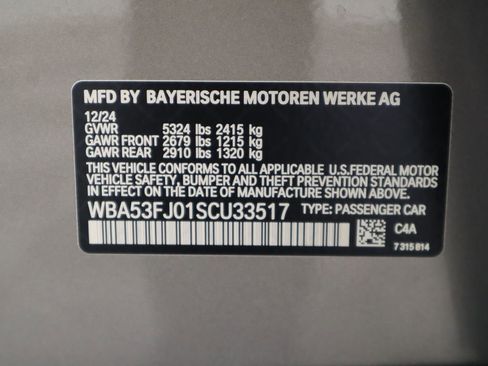 MFD BY BAYERISCHE MOTOREN WERKE AG
12/24
GVWR 5324 lbs 2415 kg
GAWR FRONT 2679 lbs 1215 kg
GAWR REAR 2910 lbs 1320 kg
THIS VEHICLE CONFORMS TO ALL APPLICABLE U.S.FEDERAL MOTOR
VEHICLE SAFETY, BUMPER AND THEFT PREVENTION STANDARDS IN
EFFECT ON THE DATE OF MANUFACTURE SHOWN ABOVE.
WBA53FJ01SCU33517 TYPE: PASSENGER CAR
C4A
7 315 814